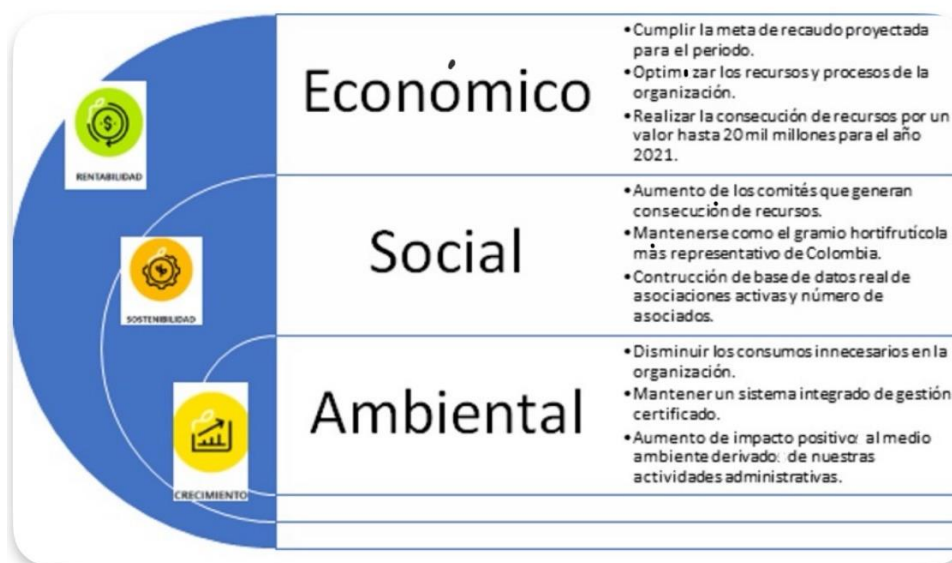 RENTABILIDAD
Económico
•Cumplir la meta de recaudo proyectada
para el periodo.
•Optimizar los recursos y procesos de la
organización.
•Realizar la consecución de recursos por un
valor hasta 20 mil millones para el año
2021.
SOSTENIBILIDAD
Social
•Aumento de los comités que generan
consecución de recursos.
•Mantenerse como el gramio hortifrutícola
más representativo de Colombia.
•Contrucción de base de datos real de
asociaciones activas y número de
asociados.
CRECIMIENTO
Ambiental
•Disminuir los consumos innecesarios en la
organización.
•Mantener un sistema integrado de gestión
certificado.
•Aumento de impacto positivo al medio
ambiente derivado de nuestras
actividades administrativas.